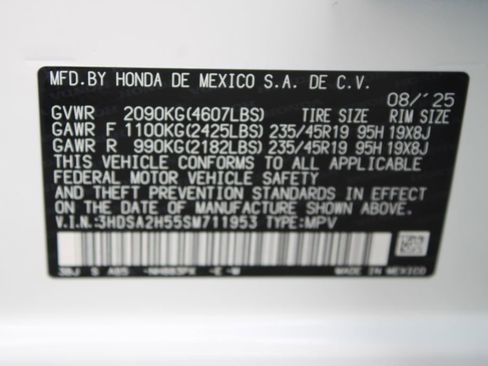 MFD.BY HONDA DE MEXICO S.A. DE C.V.
08/'25
GVWR 2090KG(4607LBS) TIRE SIZE RIM SIZE
GAWR F 1100KG(2425LBS) 235/45R19 95H 19X8J
GAWR R 990KG(2182LBS) 235/45R19 95H 19X8J
THIS VEHICLE CONFORMS TO ALL APPLICABLE
FEDERAL MOTOR VEHICLE SAFETY
AND THEFT PREVENTION STANDARDS IN EFFECT
ON THE DATE OF MANUFACTURE SHOWN ABOVE.
V.I.N.:3HDSA2H55SM711953 TYPE:MPV
MADE IN MEXICO